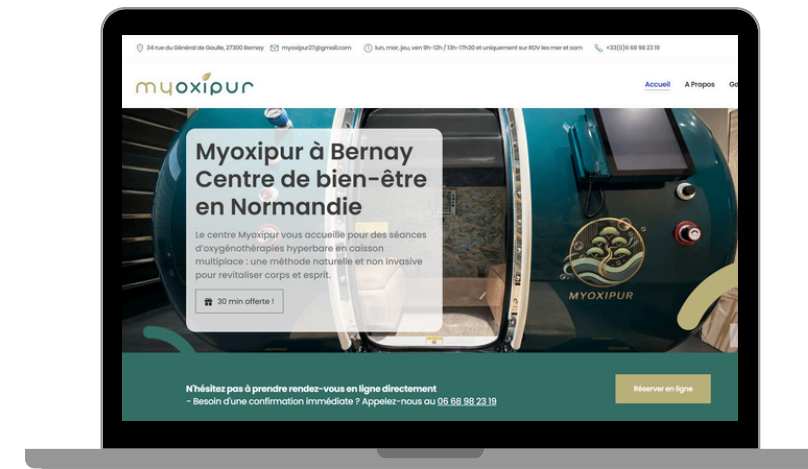 34 rue du Général de Gaulle, 27300 Bernay myoxipur27@gmail.com lun, mar, jeu, ven 9h-12h / 13h-17h30 et uniquement sur RDV les mer et sam +33(0)6 68 98 23 19
myoxipur
Accueil A Propos Ga
Myoxipur à Bernay
Centre de bien-être
en Normandie
Le centre Myoxipur vous accueille pour des séances
d'oxygénothérapies hyperbare en caisson
multiplace : une méthode naturelle et non invasive
pour revitaliser corps et esprit.
30 min offerte !
MYOXIPUR
N'hésitez pas à prendre rendez-vous en ligne directement
- Besoin d'une confirmation immédiate ? Appelez-nous au 06 68 98 23 19
Réserver en ligne